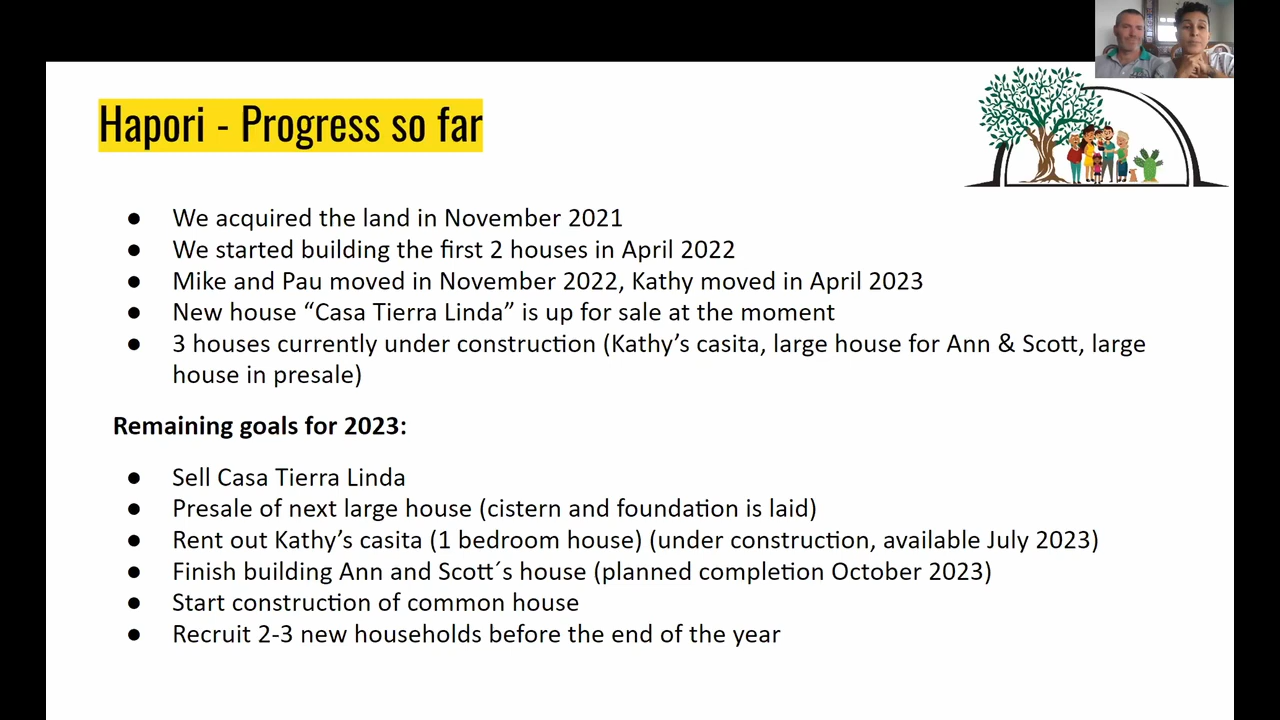 Hapori - Progress so far
● We acquired the land in November 2021
● We started building the first 2 houses in April 2022
● Mike and Pau moved in November 2022, Kathy moved in April 2023
● New house “Casa Tierra Linda” is up for sale at the moment
● 3 houses currently under construction (Kathy’s casita, large house for Ann & Scott, large
house in presale)
Remaining goals for 2023:
● Sell Casa Tierra Linda
● Presale of next large house (cistern and foundation is laid)
● Rent out Kathy’s casita (1 bedroom house) (under construction, available July 2023)
● Finish building Ann and Scott´s house (planned completion October 2023)
● Start construction of common house
● Recruit 2-3 new households before the end of the year